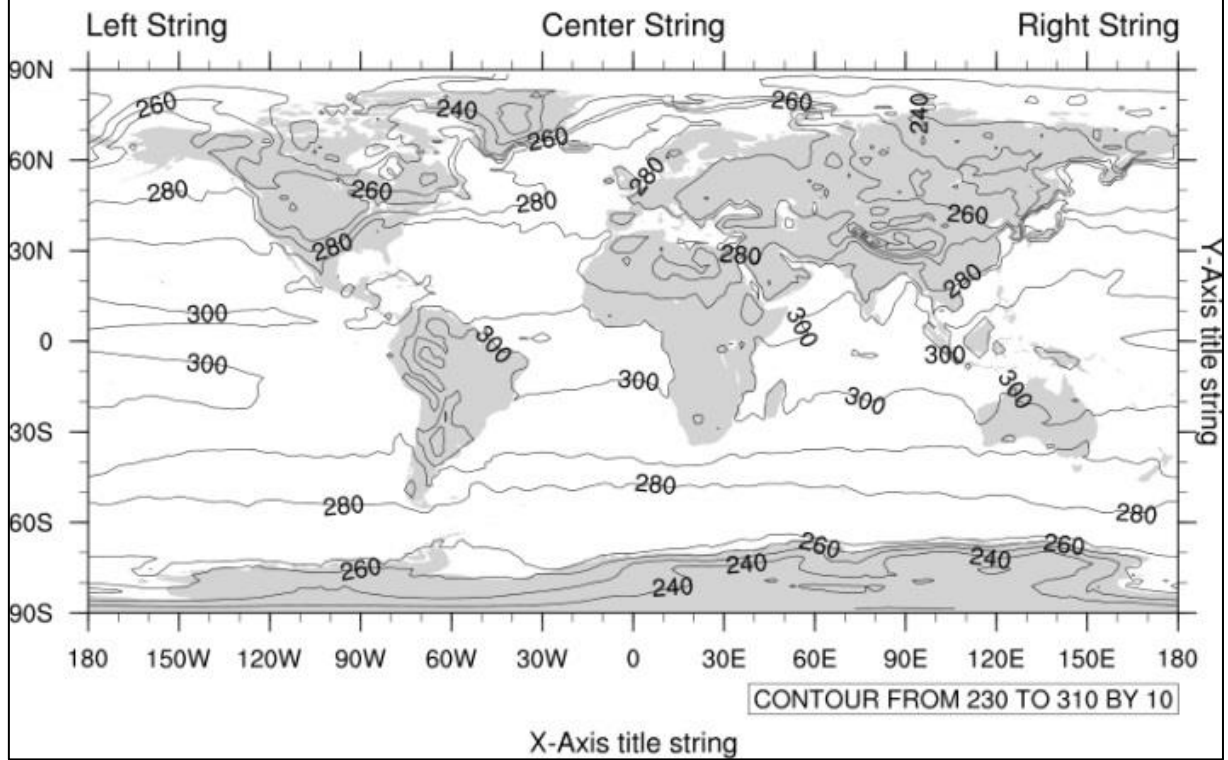 Left String Center String Right String
90N
60N
30N
0
30S
60S
90S
260 240 260 260 240
280 260 280 280 260
280 280 280
300 300 300 300
300 300 300 300
280 280 280
260 240 260 240 260
240
180 150W 120W 90W 60W 30W 0 30E 60E 90E 120E 150E 180
Y-Axis title string
CONTOUR FROM 230 TO 310 BY 10
X-Axis title string